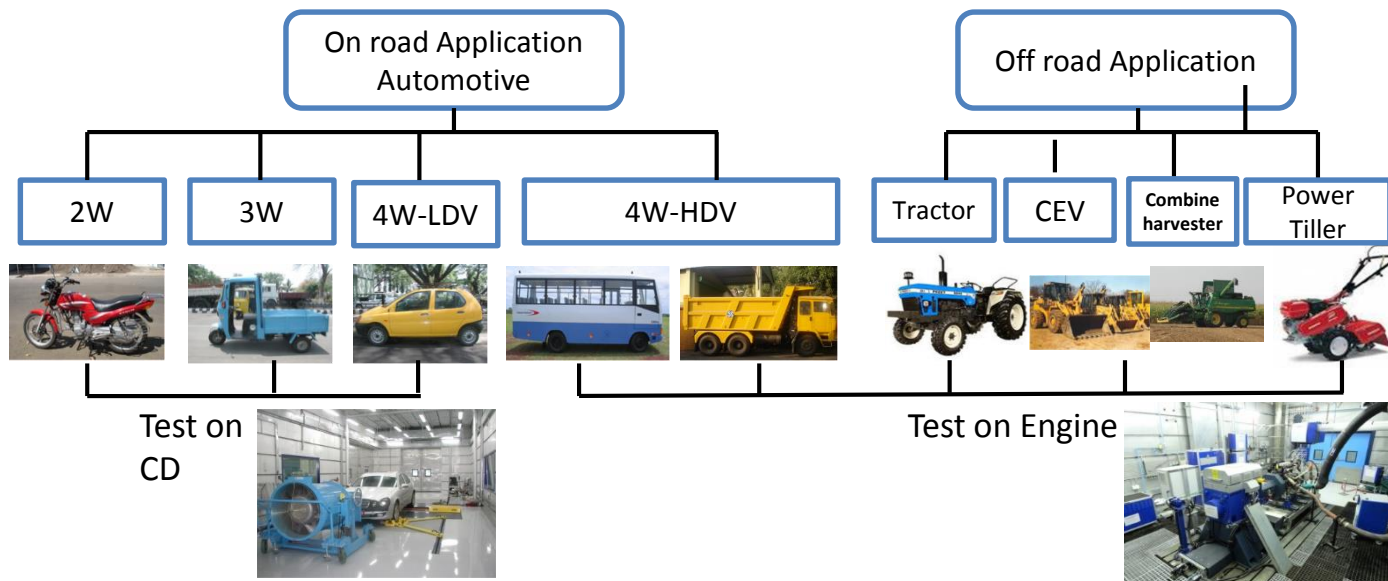 On road Application
Automotive
Off road Application
2W
3W
4W-LDV
4W-HDV
Tractor
CEV
Combine
harvester
Power
Tiller
Test on
CD
Test on Engine